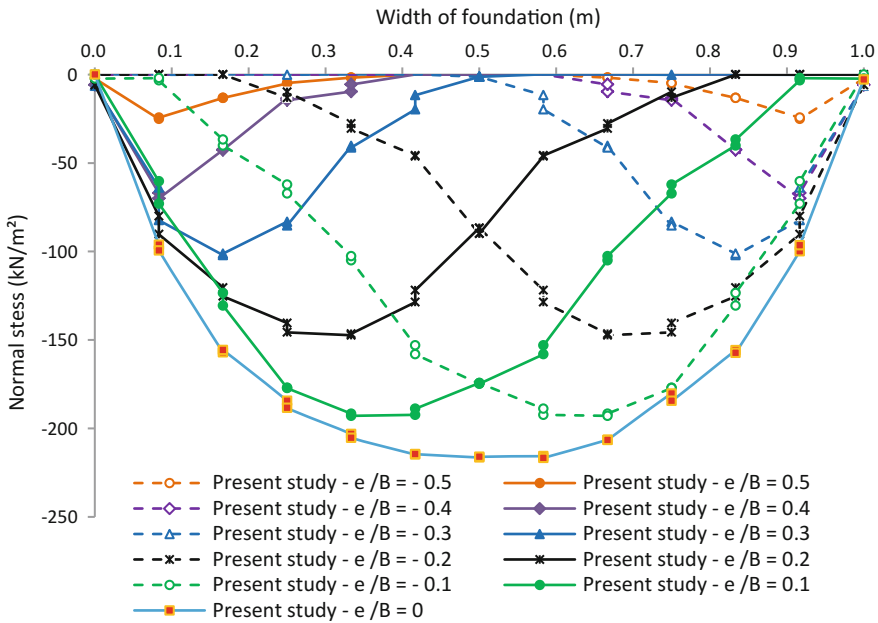 Width of foundation (m)
0.0 0.1 0.2 0.3 0.4 0.5 0.6 0.7 0.8 0.9 1.0
0
-50
-100
-150
-200
-250
Normal stess (kN/m²)
Present study - e /B = - 0.5 Present study - e /B = 0.5
Present study - e /B = - 0.4 Present study - e /B = 0.4
Present study - e /B = - 0.3 Present study - e /B = 0.3
Present study - e /B = - 0.2 Present study - e /B = 0.2
Present study - e /B = - 0.1 Present study - e /B = 0.1
Present study - e /B = 0